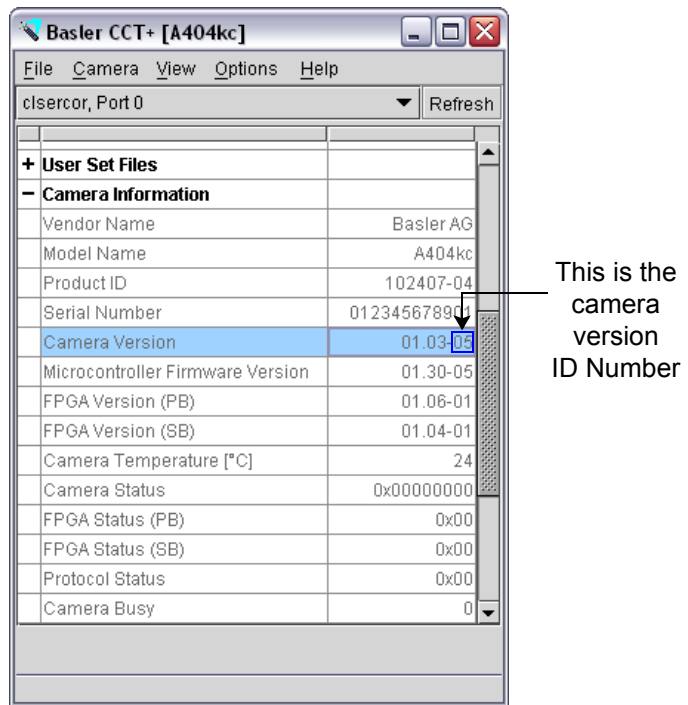 Basler CCT+ [A404kc]
File Camera View Options Help
clsercor, Port 0 Refresh
+ User Set Files
− Camera Information
Vendor Name Basler AG
Model Name A404kc
Product ID 102407-04
Serial Number 012345678901
Camera Version 01.03-05
Microcontroller Firmware Version 01.30-05
FPGA Version (PB) 01.06-01
FPGA Version (SB) 01.04-01
Camera Temperature [°C] 24
Camera Status 0x00000000
FPGA Status (PB) 0x00
FPGA Status (SB) 0x00
Protocol Status 0x00
Camera Busy 0
This is the
camera
version
ID Number